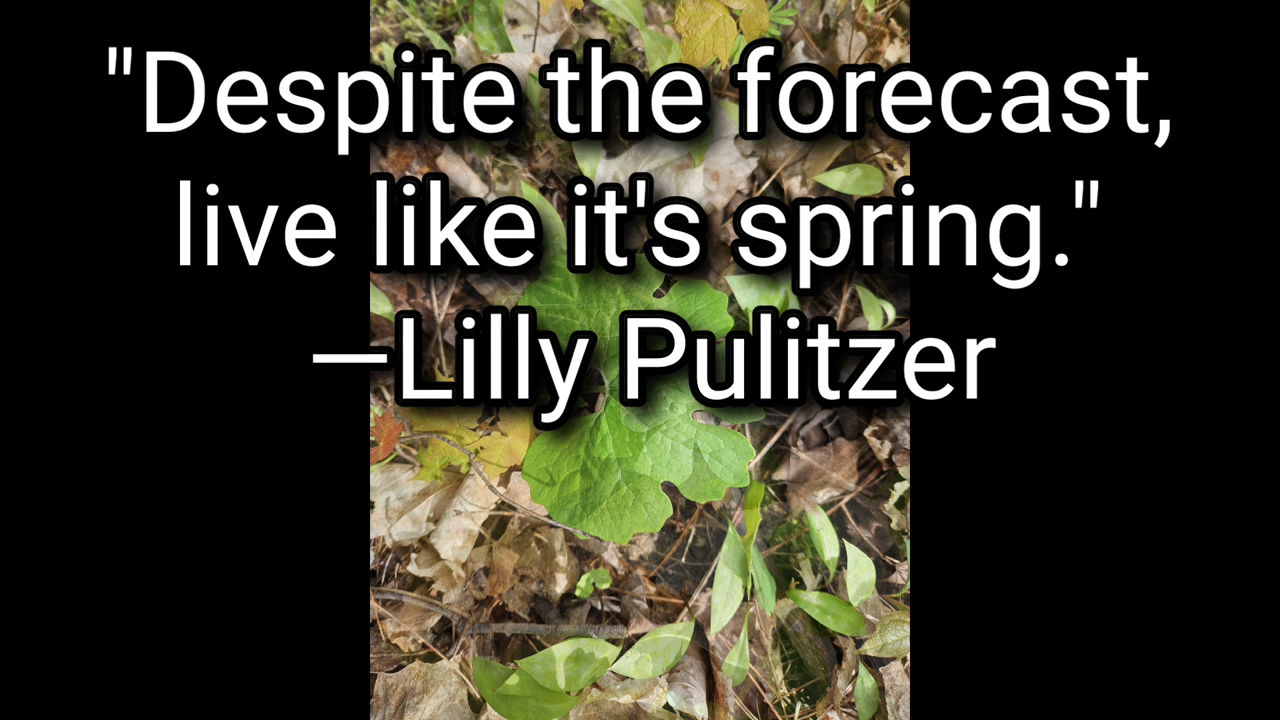 "Despite the forecast,
live like it's spring."
—Lilly Pulitzer